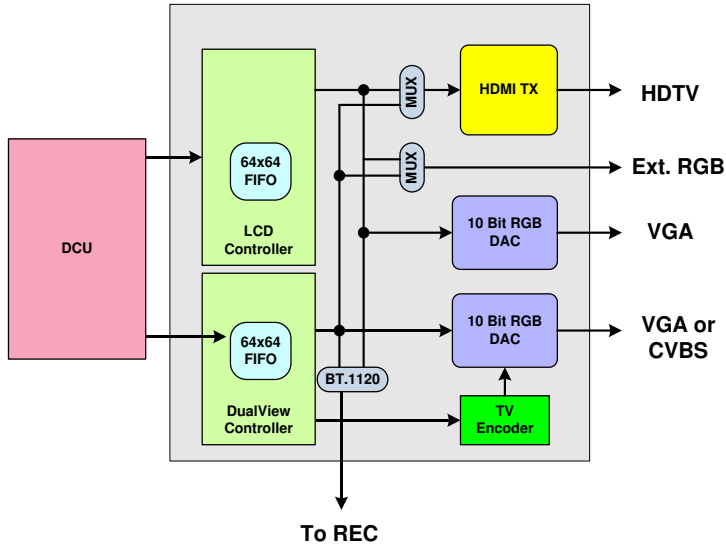 DCU
64x64
FIFO
LCD
Controller
64x64
FIFO
DualView
Controller
MUX
MUX
BT.1120
HDMI TX
10 Bit RGB
DAC
10 Bit RGB
DAC
TV
Encoder
HDTV
Ext. RGB
VGA
VGA or
CVBS
To REC